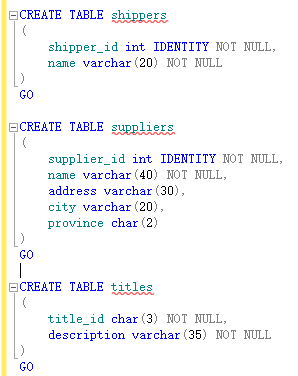 CREATE TABLE shippers
(
shipper_id int IDENTITY NOT NULL,
name varchar(20) NOT NULL
)
GO
CREATE TABLE suppliers
(
supplier_id int IDENTITY NOT NULL,
name varchar(40) NOT NULL,
address varchar(30),
city varchar(20),
province char(2)
)
GO
CREATE TABLE titles
(
title_id char(3) NOT NULL,
description varchar(35) NOT NULL
)
GO